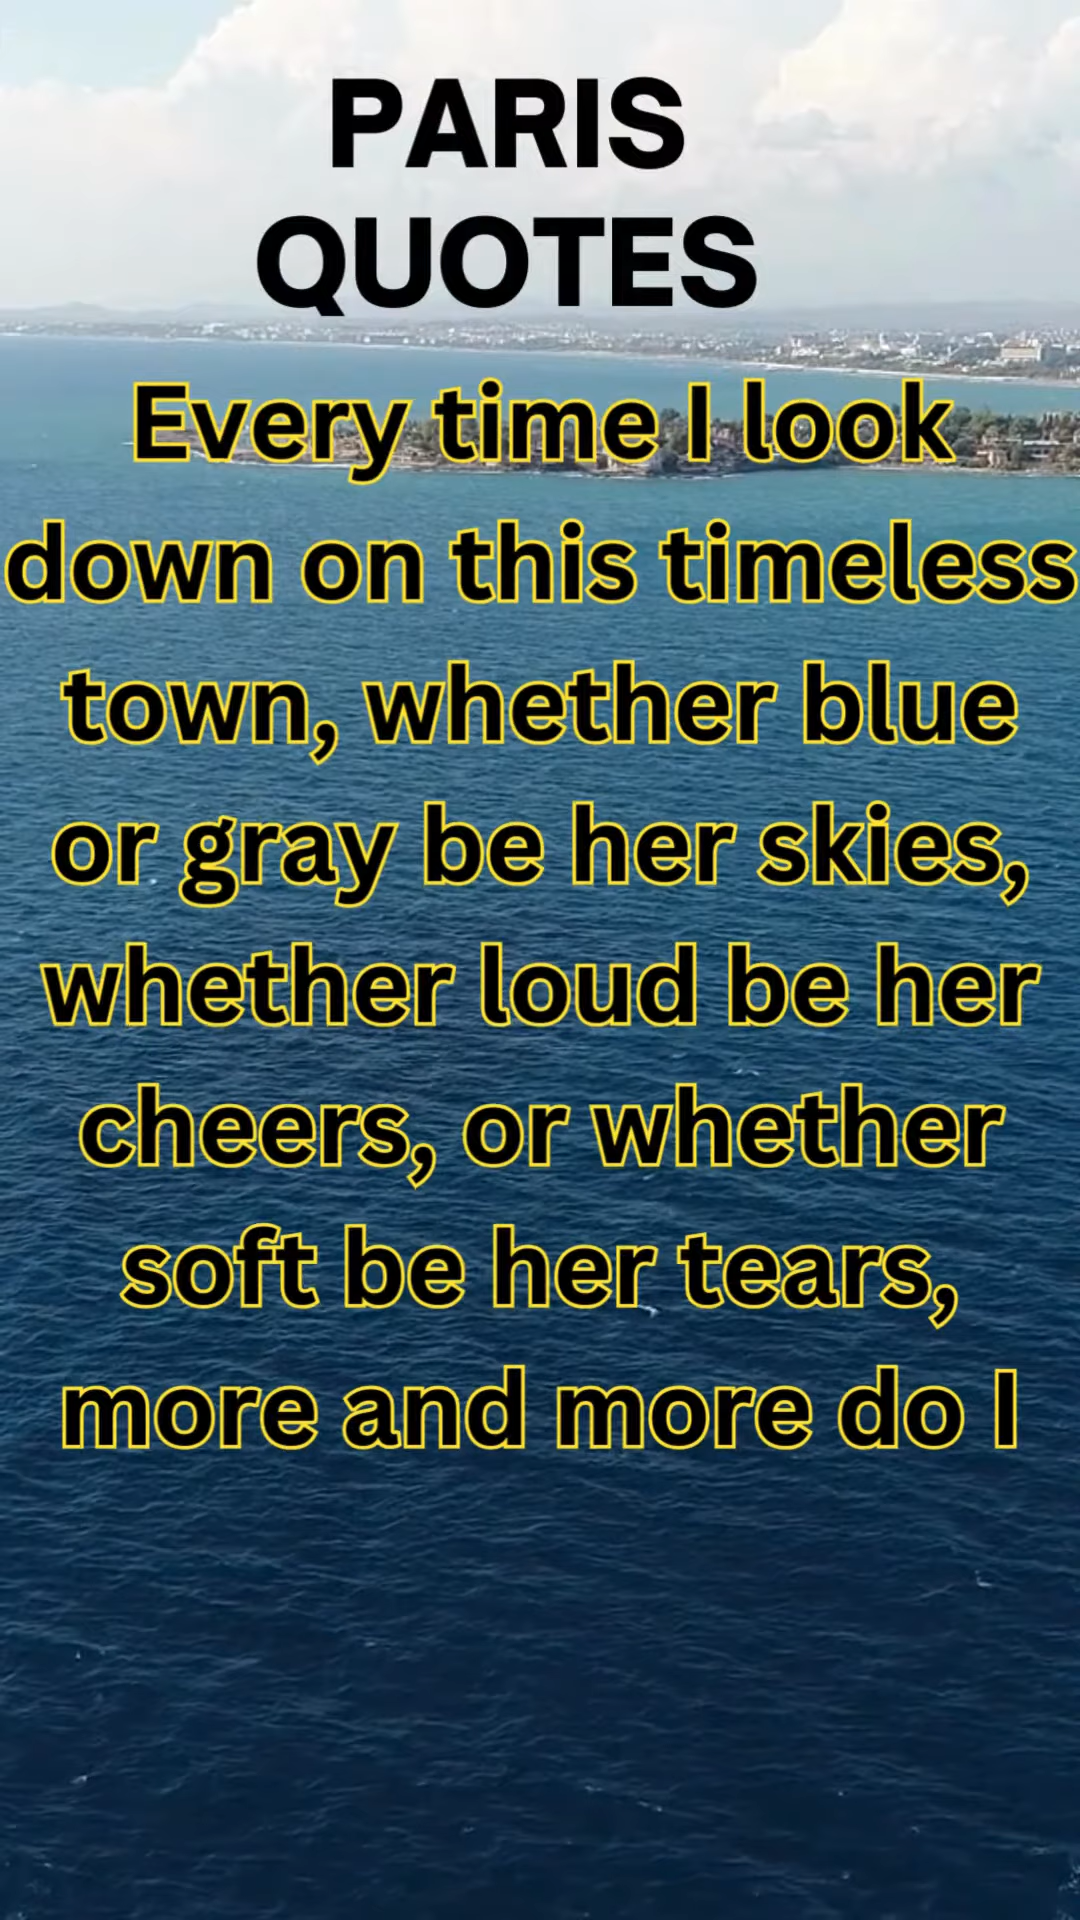 PARIS
QUOTES
Every time I look
down on this timeless
town, whether blue
or gray be her skies,
whether loud be her
cheers, or whether
soft be her tears,
more and more do I